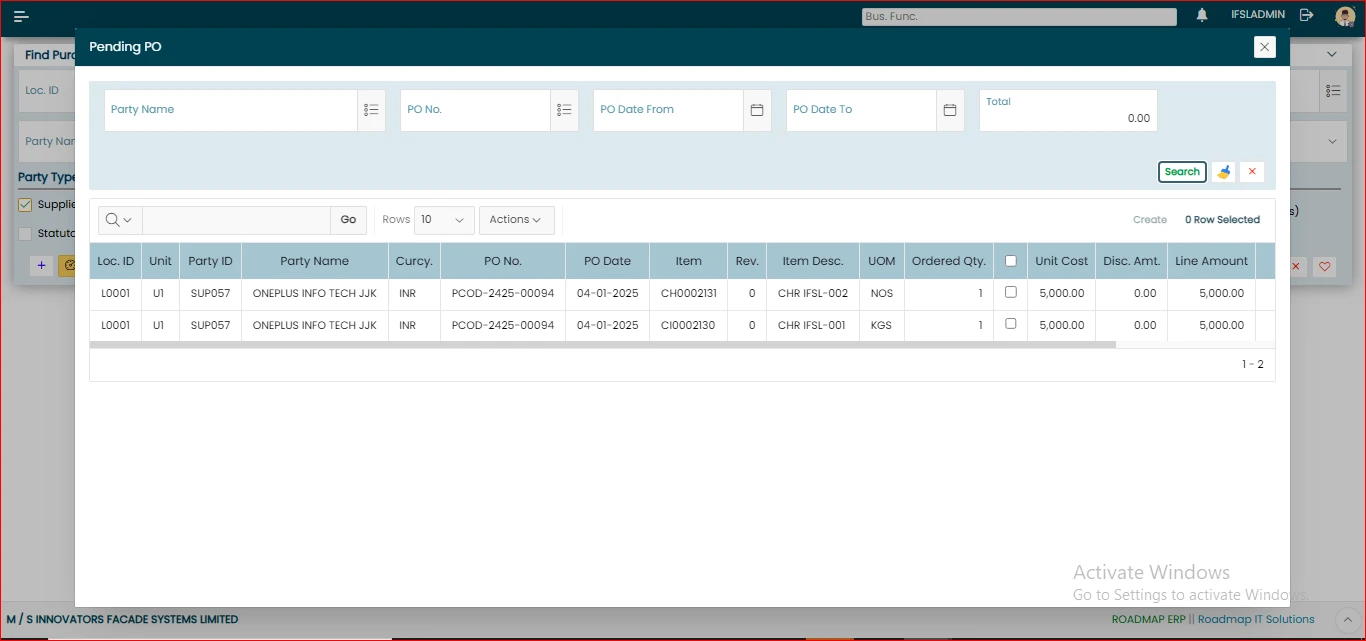 Bus. Func. IFSLADMIN
Find Purc
Pending PO
Loc. ID
Party Name PO No. PO Date From PO Date To Total
0.00
Party Nam
Search
Party Type
Supplie
s)
Statuto
Go Rows 10 Actions Create 0 Row Selected
Loc. ID Unit Party ID Party Name Curcy. PO No. PO Date Item Rev. Item Desc. UOM Ordered Qty. Unit Cost Disc. Amt. Line Amount
L0001 U1 SUP057 ONEPLUS INFO TECH JJK INR PCOD-2425-00094 04-01-2025 CH0002131 0 CHR IFSL-002 NOS 1 5,000.00 0.00 5,000.00
L0001 U1 SUP057 ONEPLUS INFO TECH JJK INR PCOD-2425-00094 04-01-2025 CI0002130 0 CHR IFSL-001 KGS 1 5,000.00 0.00 5,000.00
1 - 2
Activate Windows
Go to Settings to activate Windows.
M / S INNOVATORS FACADE SYSTEMS LIMITED ROADMAP ERP || Roadmap IT Solutions